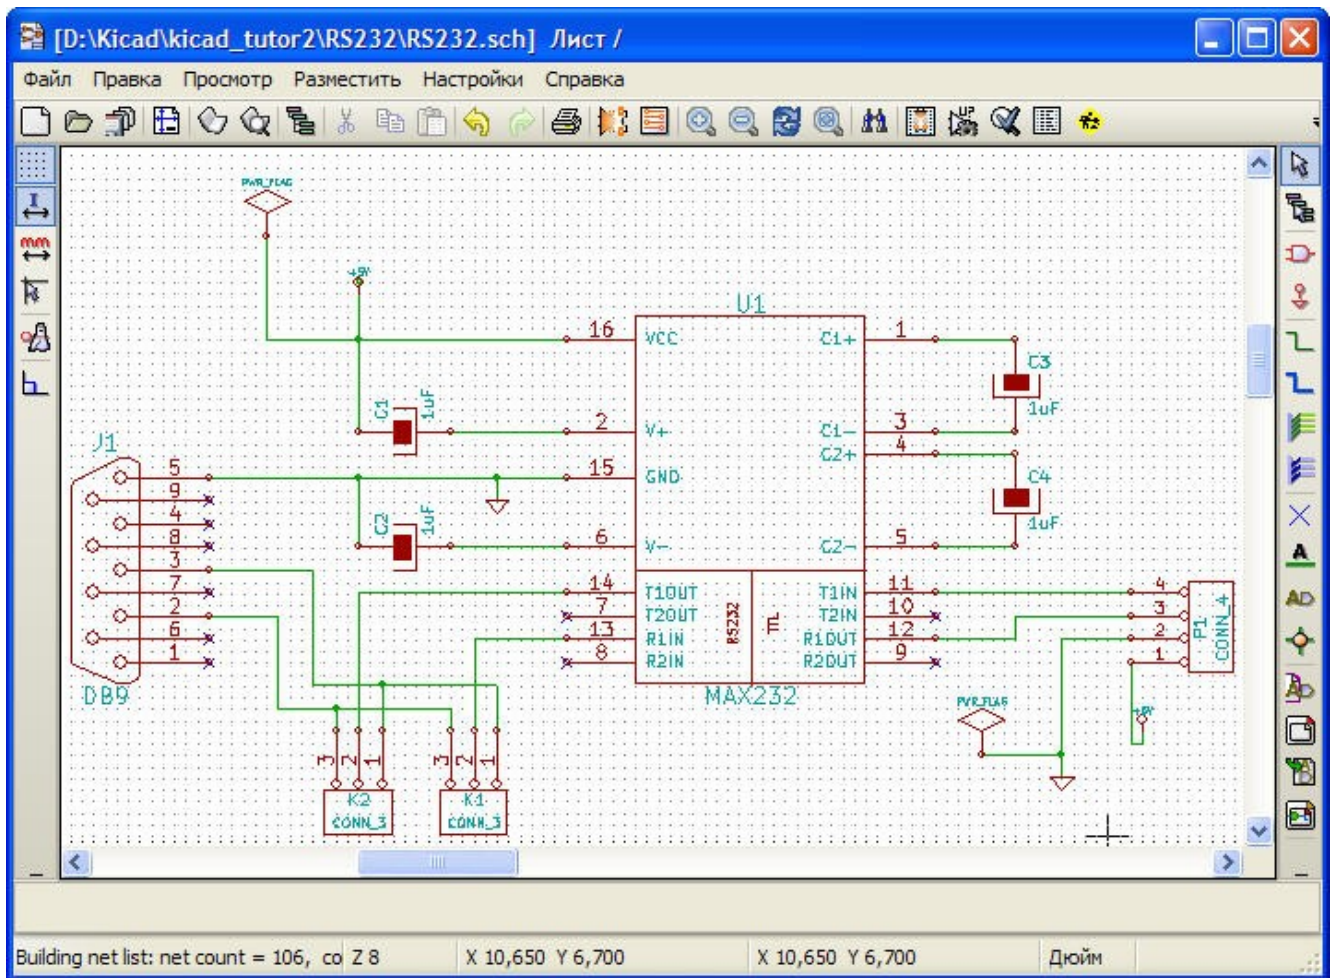 [D:\Kicad\kicad_tutor2\RS232\RS232.sch] Лист /
Файл Правка Просмотр Разместить Настройки Справка
PWR_FLAG
+5V
U1
16 VCC C1+ 1
C3
1uF
C1
1uF
2 V+ C1- 3
C2+ 4
J1
5
15 GND
C4
1uF
9
4
C2
1uF
8
6 V- C2- 5
3
7
14 T1OUT T1IN 11
4
2
7 T2OUT T2IN 10
3
RS232
TTL
6
13 R1IN R1OUT 12
2
1
8 R2IN R2OUT 9
1
P1
CONN_4
DB9
MAX232
PWR_FLAG
+5V
3 2 1
3 2 1
K2
K1
CONN_3
CONN_3
mm
Building net list: net count = 106, co Z 8 X 10,650 Y 6,700 X 10,650 Y 6,700 Дюйм